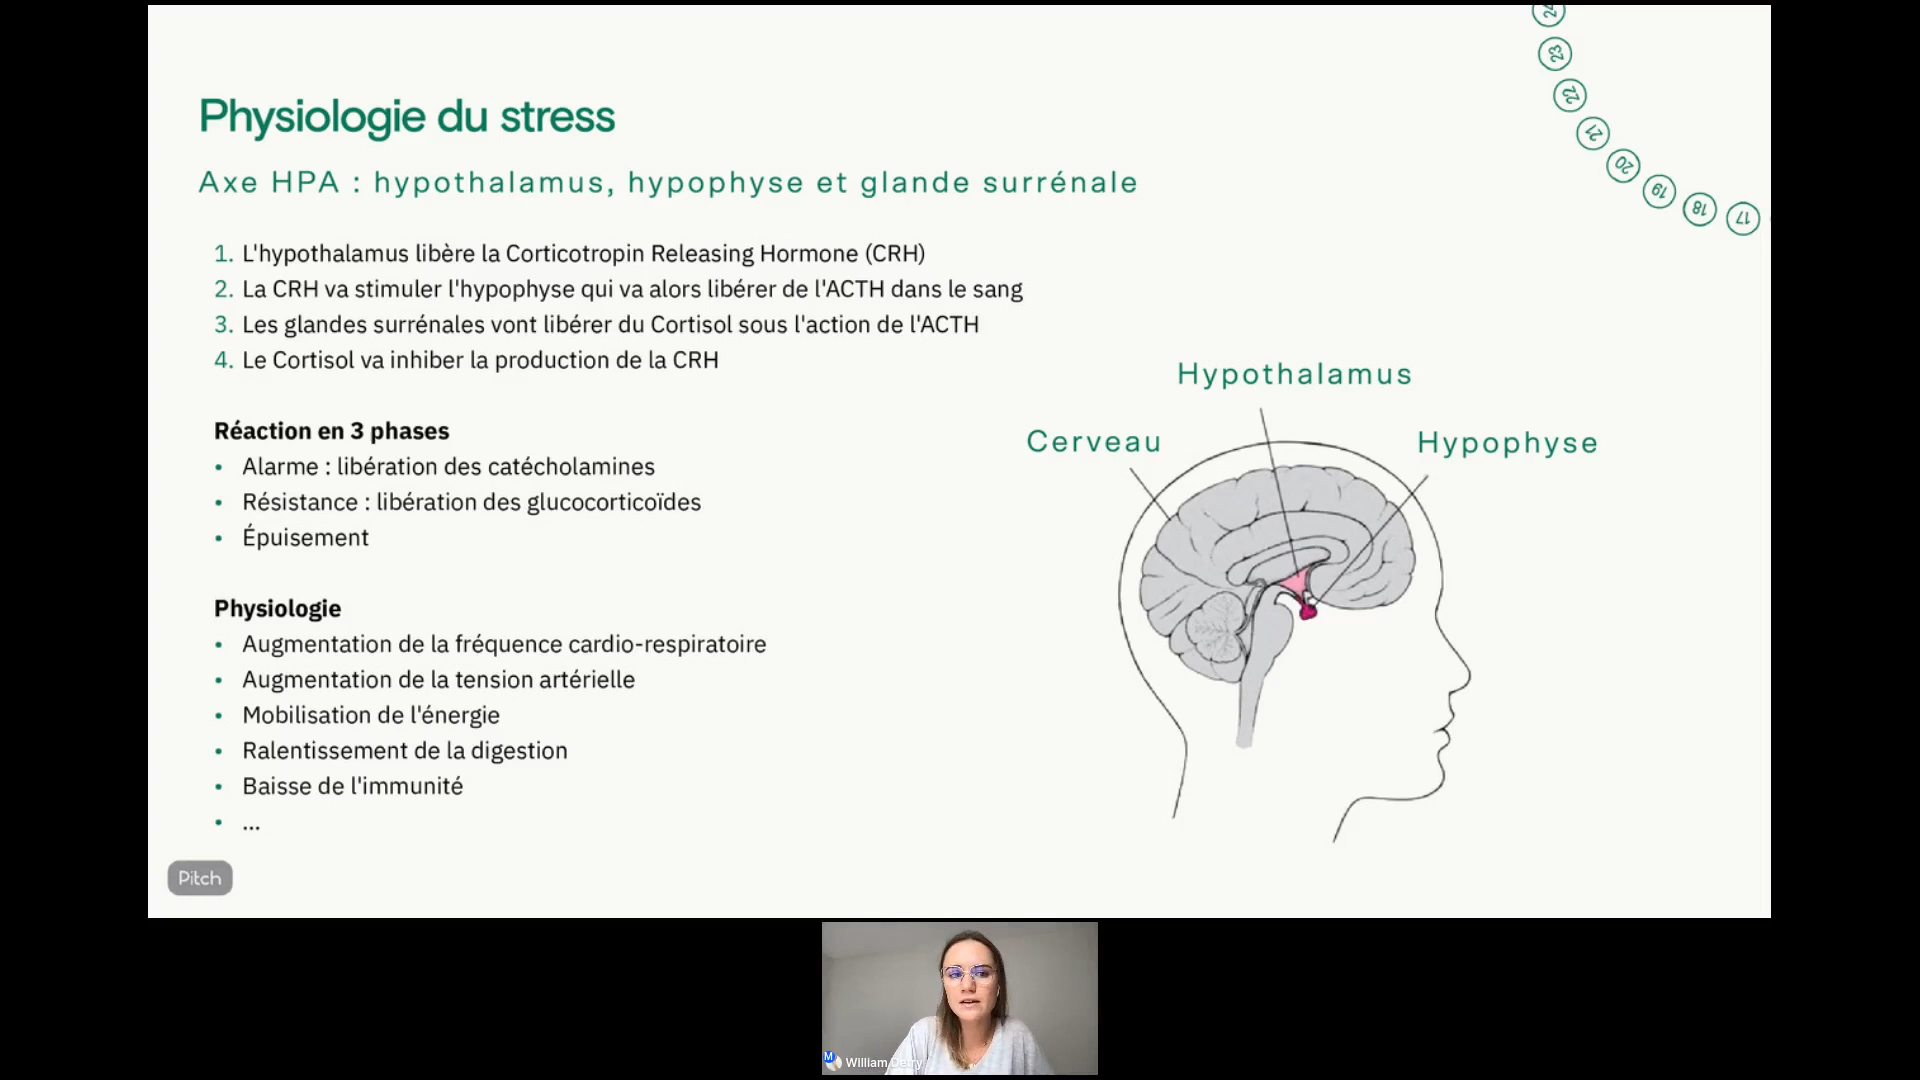 Physiologie du stress
Axe HPA : hypothalamus, hypophyse et glande surrénale
1. L'hypothalamus libère la Corticotropin Releasing Hormone (CRH)
2. La CRH va stimuler l'hypophyse qui va alors libérer de l'ACTH dans le sang
3. Les glandes surrénales vont libérer du Cortisol sous l'action de l'ACTH
4. Le Cortisol va inhiber la production de la CRH
Réaction en 3 phases
• Alarme : libération des catécholamines
• Résistance : libération des glucocorticoïdes
• Épuisement
Physiologie
• Augmentation de la fréquence cardio-respiratoire
• Augmentation de la tension artérielle
• Mobilisation de l'énergie
• Ralentissement de la digestion
• Baisse de l'immunité
• ...
Hypothalamus
Cerveau
Hypophyse
24
23
22
21
20
19
18
17
Pitch
M
William Detry